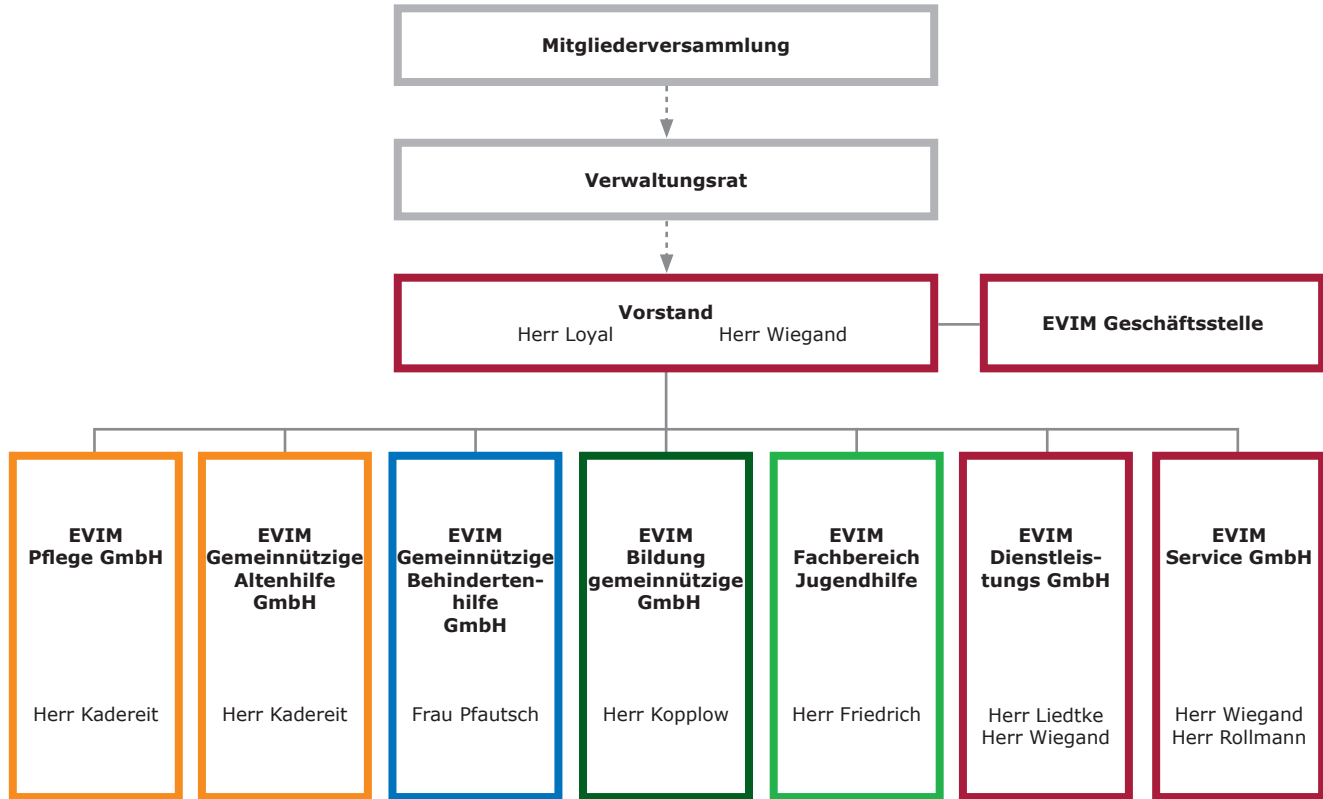 Mitgliederversammlung
Verwaltungsrat
Vorstand
Herr Loyal Herr Wiegand
EVIM Geschäftsstelle
EVIM
Pflege GmbH
Herr Kadereit
EVIM
Gemeinnützige
Altenhilfe
GmbH
Herr Kadereit
EVIM
Gemeinnützige
Behinderten-
hilfe
GmbH
Frau Pfautsch
EVIM
Bildung
gemeinnützige
GmbH
Herr Kopplow
EVIM
Fachbereich
Jugendhilfe
Herr Friedrich
EVIM
Dienstleis-
tungs GmbH
Herr Liedtke
Herr Wiegand
EVIM
Service GmbH
Herr Wiegand
Herr Rollmann